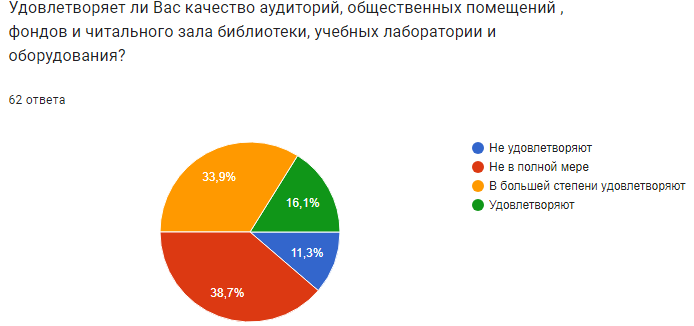 Удовлетворяет ли Вас качество аудиторий, общественных помещений ,
фондов и читального зала библиотеки, учебных лаборатории и
оборудования?
62 ответа
Не удовлетворяют
Не в полной мере
В большей степени удовлетворяют
Удовлетворяют
33,9%
16,1%
11,3%
38,7%